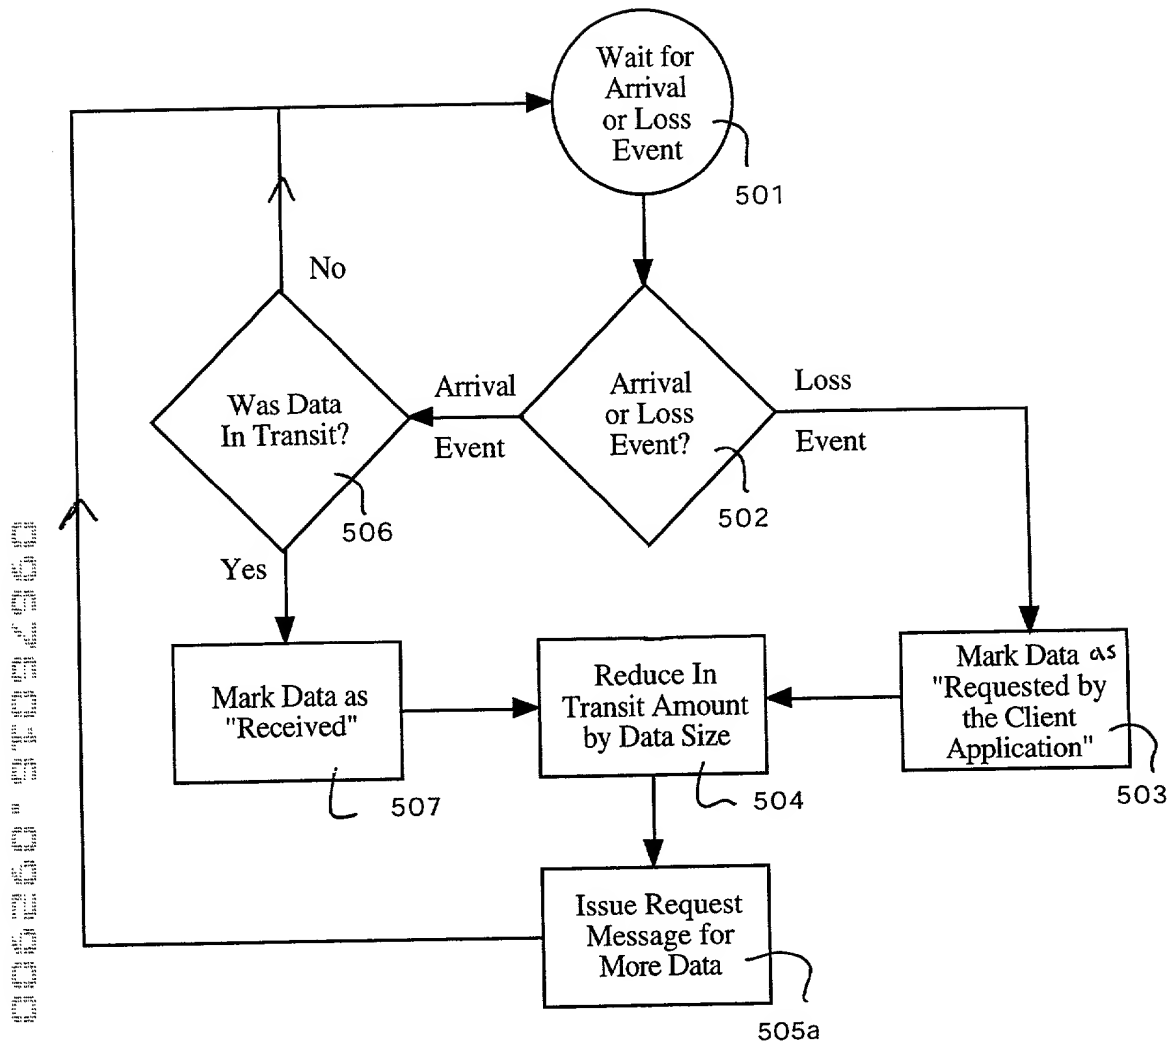 Wait for
Arrival
or Loss
Event
501
No
Arrival
Event
Was Data
In Transit?
506
Arrival
or Loss
Event?
502
Loss
Event
Yes
Mark Data as
"Received"
507
Reduce In
Transit Amount
by Data Size
504
Mark Data as
"Requested by
the Client
Application"
503
Issue Request
Message for
More Data
505a